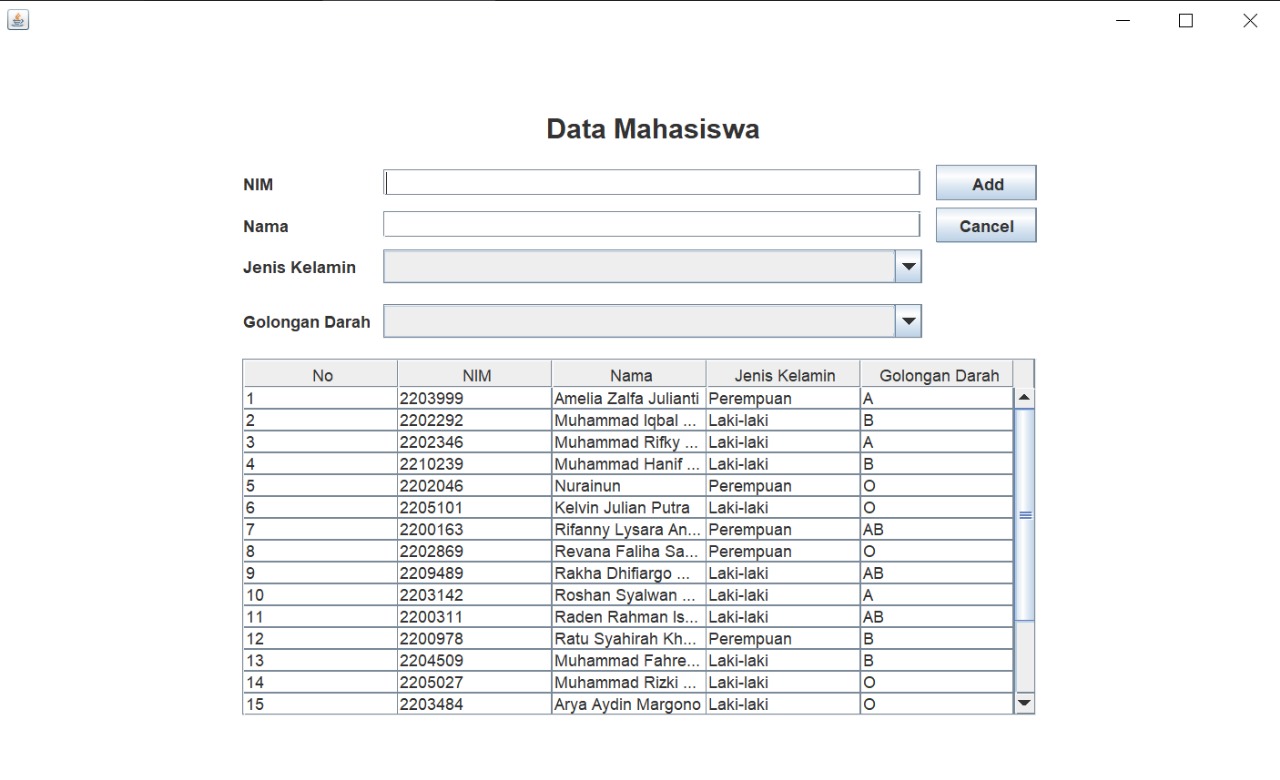 Data Mahasiswa
NIM Add
Nama Cancel
Jenis Kelamin
Golongan Darah
No NIM Nama Jenis Kelamin Golongan Darah
1 2203999 Amelia Zalfa Julianti Perempuan A
2 2202292 Muhammad Iqbal ... Laki-laki B
3 2202346 Muhammad Rifky ... Laki-laki A
4 2210239 Muhammad Hanif ... Laki-laki B
5 2202046 Nurainun Perempuan O
6 2205101 Kelvin Julian Putra Laki-laki O
7 2200163 Rifanny Lysara An... Perempuan AB
8 2202869 Revana Faliha Sa... Perempuan O
9 2209489 Rakha Dhifiargo ... Laki-laki AB
10 2203142 Roshan Syalwan ... Laki-laki A
11 2200311 Raden Rahman Is... Laki-laki AB
12 2200978 Ratu Syahirah Kh... Perempuan B
13 2204509 Muhammad Fahre... Laki-laki B
14 2205027 Muhammad Rizki ... Laki-laki O
15 2203484 Arya Aydin Margono Laki-laki O